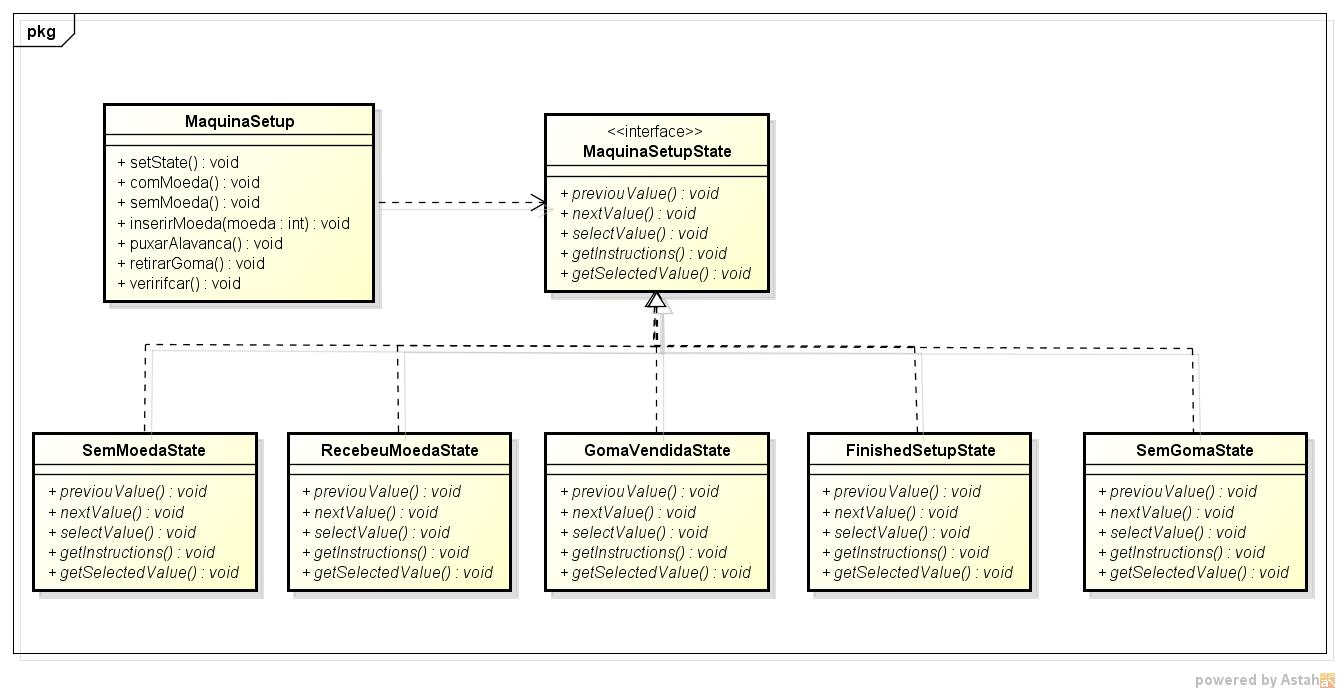 pkg
MaquinaSetup
+ setState() : void
+ comMoeda() : void
+ semMoeda() : void
+ inserirMoeda(moeda : int) : void
+ puxarAlavanca() : void
+ retirarGoma() : void
+ veririfcar() : void
<<interface>>
MaquinaSetupState
+ previouValue() : void
+ nextValue() : void
+ selectValue() : void
+ getInstructions() : void
+ getSelectedValue() : void
SemMoedaState
+ previouValue() : void
+ nextValue() : void
+ selectValue() : void
+ getInstructions() : void
+ getSelectedValue() : void
RecebeuMoedaState
+ previouValue() : void
+ nextValue() : void
+ selectValue() : void
+ getInstructions() : void
+ getSelectedValue() : void
GomaVendidaState
+ previouValue() : void
+ nextValue() : void
+ selectValue() : void
+ getInstructions() : void
+ getSelectedValue() : void
FinishedSetupState
+ previouValue() : void
+ nextValue() : void
+ selectValue() : void
+ getInstructions() : void
+ getSelectedValue() : void
SemGomaState
+ previouValue() : void
+ nextValue() : void
+ selectValue() : void
+ getInstructions() : void
+ getSelectedValue() : void
powered by Astah